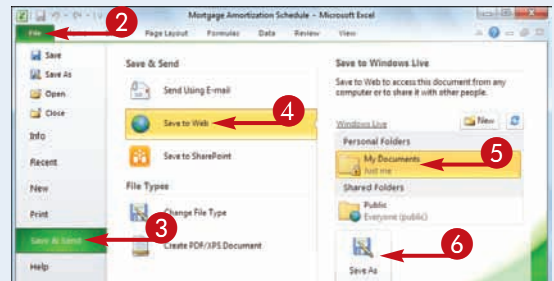 Mortgage Amortization Schedule - Microsoft Excel
2
File
Page Layout
Formulas
Data
Review
View
Save
Save As
Open
Close
Info
Recent
New
Print
Save & Send
3
Help
Save & Send
Send Using E-mail
Save to Web
4
Save to SharePoint
File Types
Change File Type
Create PDF/XPS Document
Save to Windows Live
Save to Web to access this document from any
computer or to share it with other people.
Windows Live
New
Personal Folders
My Documents
Just me
5
Shared Folders
Public
Everyone (public)
6
Save As